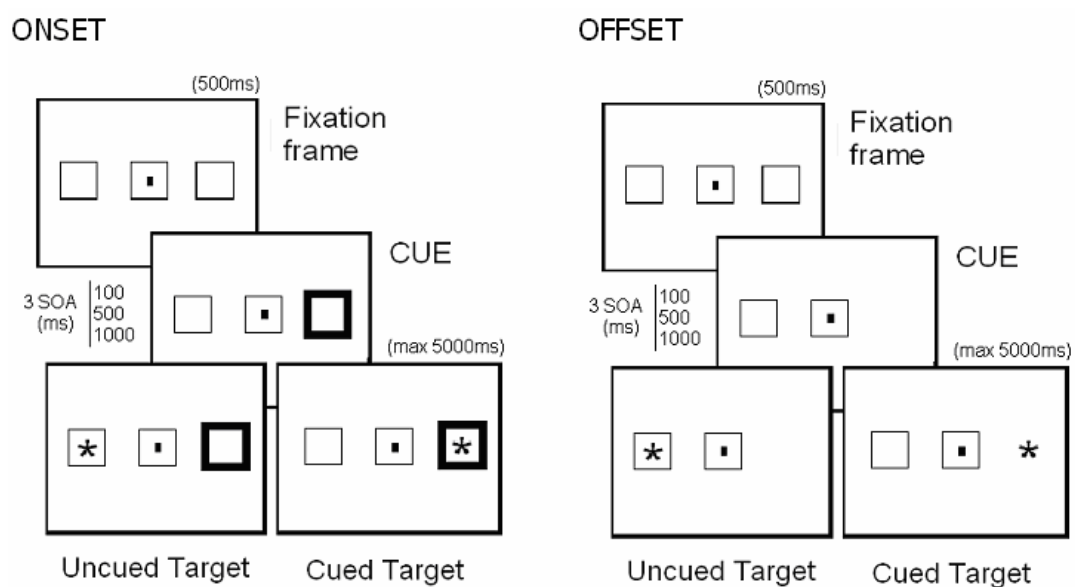 ONSET
(500ms)
Fixation
frame
CUE
3 SOA
(ms)
100
500
1000
(max 5000ms)
*
*
Uncued Target
Cued Target
OFFSET
(500ms)
Fixation
frame
CUE
3 SOA
(ms)
100
500
1000
(max 5000ms)
*
*
Uncued Target
Cued Target